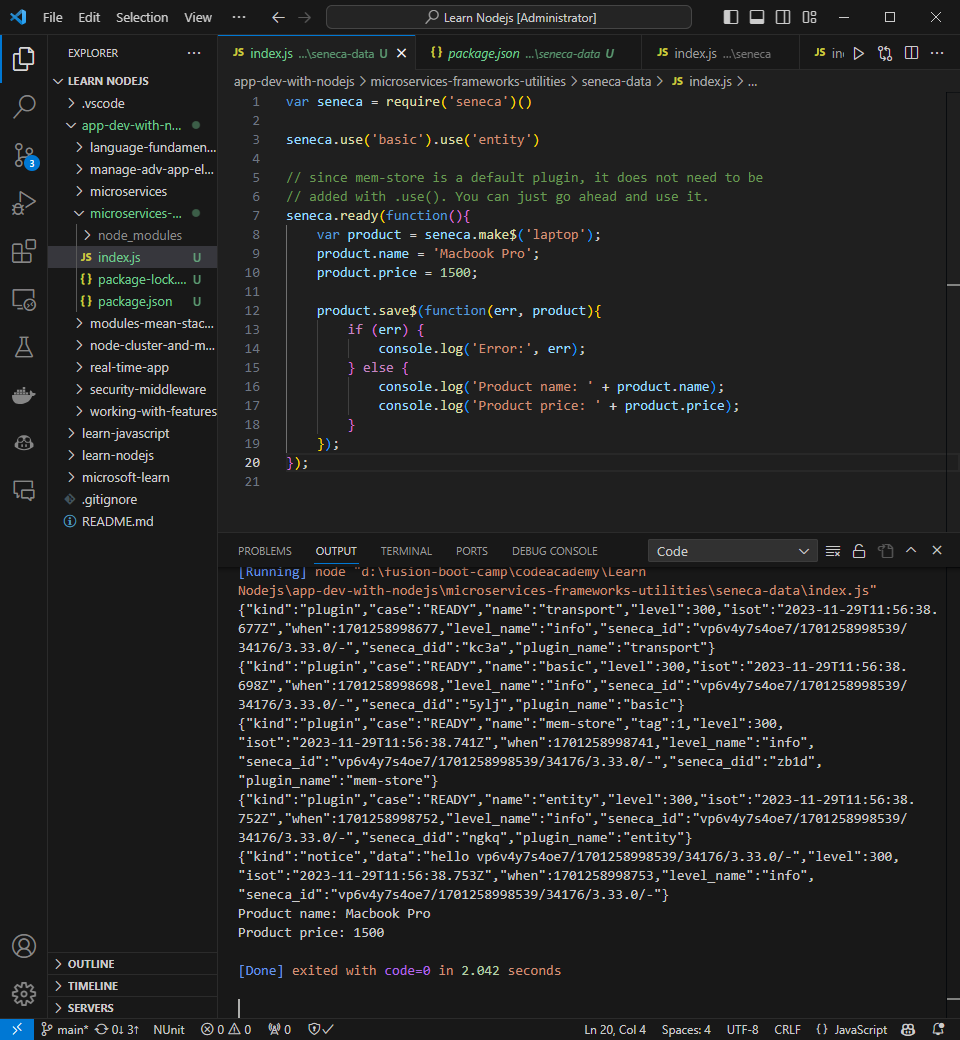 File Edit Selection View ··· Learn Nodejs [Administrator]
EXPLORER ···
LEARN NODEJS
.vscode
app-dev-with-n...
language-fundamen...
manage-adv-app-el...
microservices
microservices-...
node_modules
JS index.js U
{} package-lock.... U
{} package.json U
modules-mean-stac...
node-cluster-and-m...
real-time-app
security-middleware
working-with-features
learn-javascript
learn-nodejs
microsoft-learn
.gitignore
README.md
OUTLINE
TIMELINE
SERVERS
3
JS index.js ...\seneca-data U
{} package.json ...\seneca-data U
JS index.js ...\seneca
JS in
app-dev-with-nodejs > microservices-frameworks-utilities > seneca-data > JS index.js > ...
1 var seneca = require('seneca')()
2
3 seneca.use('basic').use('entity')
4
5 // since mem-store is a default plugin, it does not need to be
6 // added with .use(). You can just go ahead and use it.
7 seneca.ready(function(){
8 var product = seneca.make$('laptop');
9 product.name = 'Macbook Pro';
10 product.price = 1500;
11
12 product.save$(function(err, product){
13 if (err) {
14 console.log('Error:', err);
15 } else {
16 console.log('Product name: ' + product.name);
17 console.log('Product price: ' + product.price);
18 }
19 });
20 });
21
PROBLEMS OUTPUT TERMINAL PORTS DEBUG CONSOLE Code
[Running] node "d:\fusion-boot-camp\codeacademy\Learn
Nodejs\app-dev-with-nodejs\microservices-frameworks-utilities\seneca-data\index.js"
{"kind":"plugin","case":"READY","name":"transport","level":300,"isot":"2023-11-29T11:56:38.
677Z","when":1701258998677,"level_name":"info","seneca_id":"vp6v4y7s4oe7/1701258998539/
34176/3.33.0/-","seneca_did":"kc3a","plugin_name":"transport"}
{"kind":"plugin","case":"READY","name":"basic","level":300,"isot":"2023-11-29T11:56:38.
698Z","when":1701258998698,"level_name":"info","seneca_id":"vp6v4y7s4oe7/1701258998539/
34176/3.33.0/-","seneca_did":"5ylj","plugin_name":"basic"}
{"kind":"plugin","case":"READY","name":"mem-store","tag":1,"level":300,
"isot":"2023-11-29T11:56:38.741Z","when":1701258998741,"level_name":"info",
"seneca_id":"vp6v4y7s4oe7/1701258998539/34176/3.33.0/-","seneca_did":"zb1d",
"plugin_name":"mem-store"}
{"kind":"plugin","case":"READY","name":"entity","level":300,"isot":"2023-11-29T11:56:38.
752Z","when":1701258998752,"level_name":"info","seneca_id":"vp6v4y7s4oe7/1701258998539/
34176/3.33.0/-","seneca_did":"ngkq","plugin_name":"entity"}
{"kind":"notice","data":"hello vp6v4y7s4oe7/1701258998539/34176/3.33.0/-","level":300,
"isot":"2023-11-29T11:56:38.753Z","when":1701258998753,"level_name":"info",
"seneca_id":"vp6v4y7s4oe7/1701258998539/34176/3.33.0/-"}
Product name: Macbook Pro
Product price: 1500
[Done] exited with code=0 in 2.042 seconds
main* 0↓ 3↑ NUnit 0 0 0 Ln 20, Col 4 Spaces: 4 UTF-8 CRLF {} JavaScript